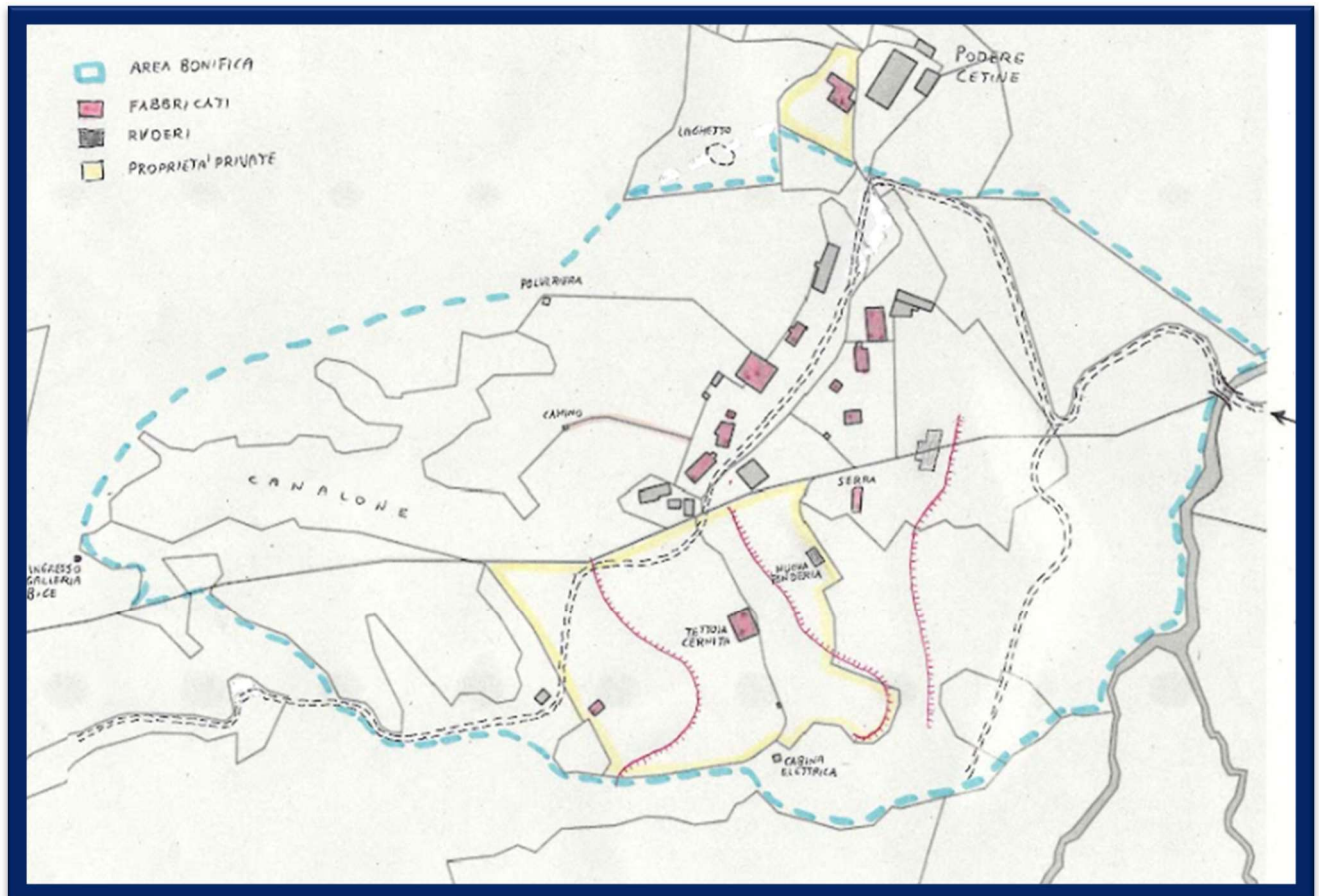 AREA BONIFICA
FABBRICATI
RUDERI
PROPRIETA' PRIVATE
PODERE
CETINE
LAGHETTO
POLVERIERA
CAMINO
CANALONE
SERRA
INGRESSO
GALLERIA
BICE
NUOVA
FONDERIA
TETTOIA
CERNITA
CABINA
ELETTRICA